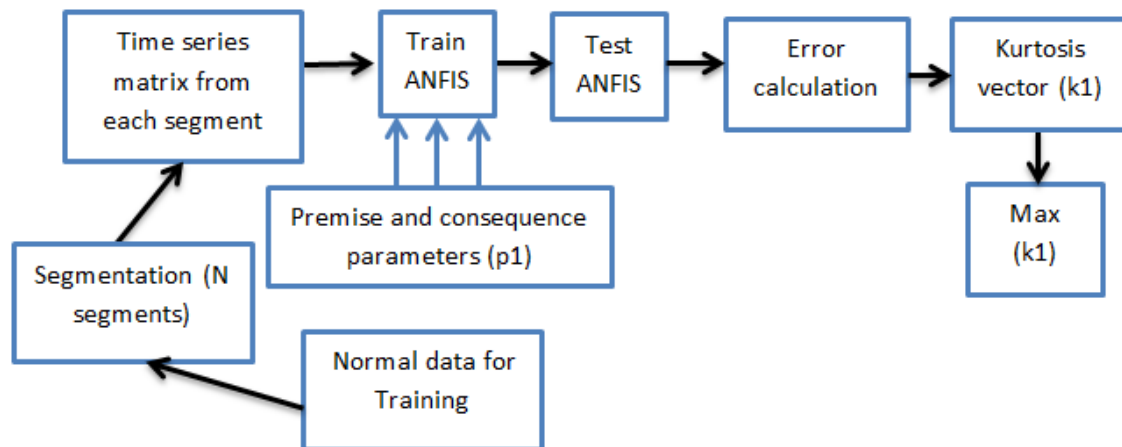 Time series
matrix from
each segment
Train
ANFIS
Test
ANFIS
Error
calculation
Kurtosis
vector (k1)
Premise and consequence
parameters (p1)
Max
(k1)
Segmentation (N
segments)
Normal data for
Training